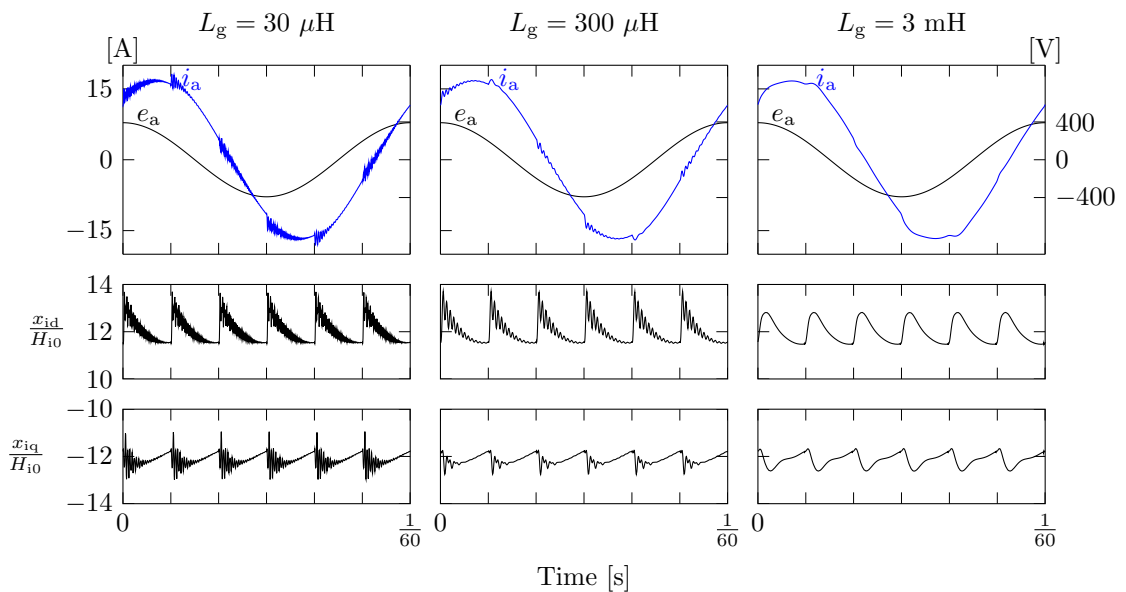 L_g = 30 μH L_g = 300 μH L_g = 3 mH
[A] [V]
15 i_a i_a i_a
e_a e_a e_a 400
0 0
−400
−15
14
x_id/H_i0 12
10
−10
x_iq/H_i0 −12
−14
0 1/60 0 1/60 0 1/60
Time [s]